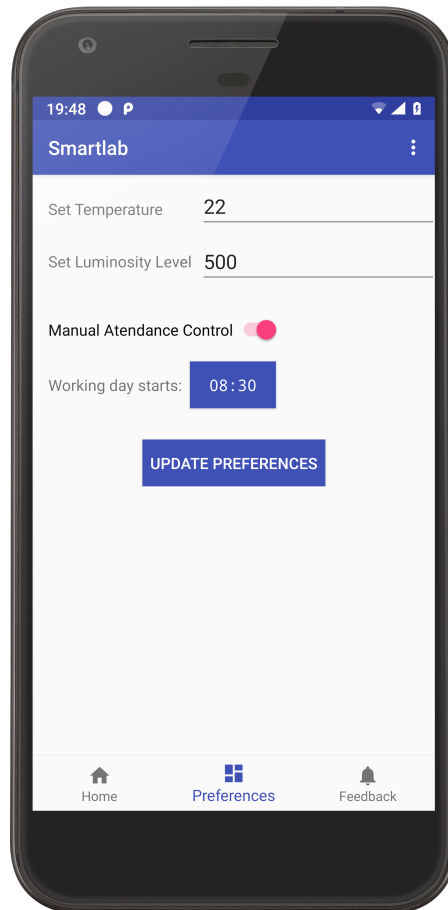 19:48
Smartlab
Set Temperature 22
Set Luminosity Level 500
Manual Atendance Control
Working day starts: 08:30
UPDATE PREFERENCES
Home Preferences Feedback